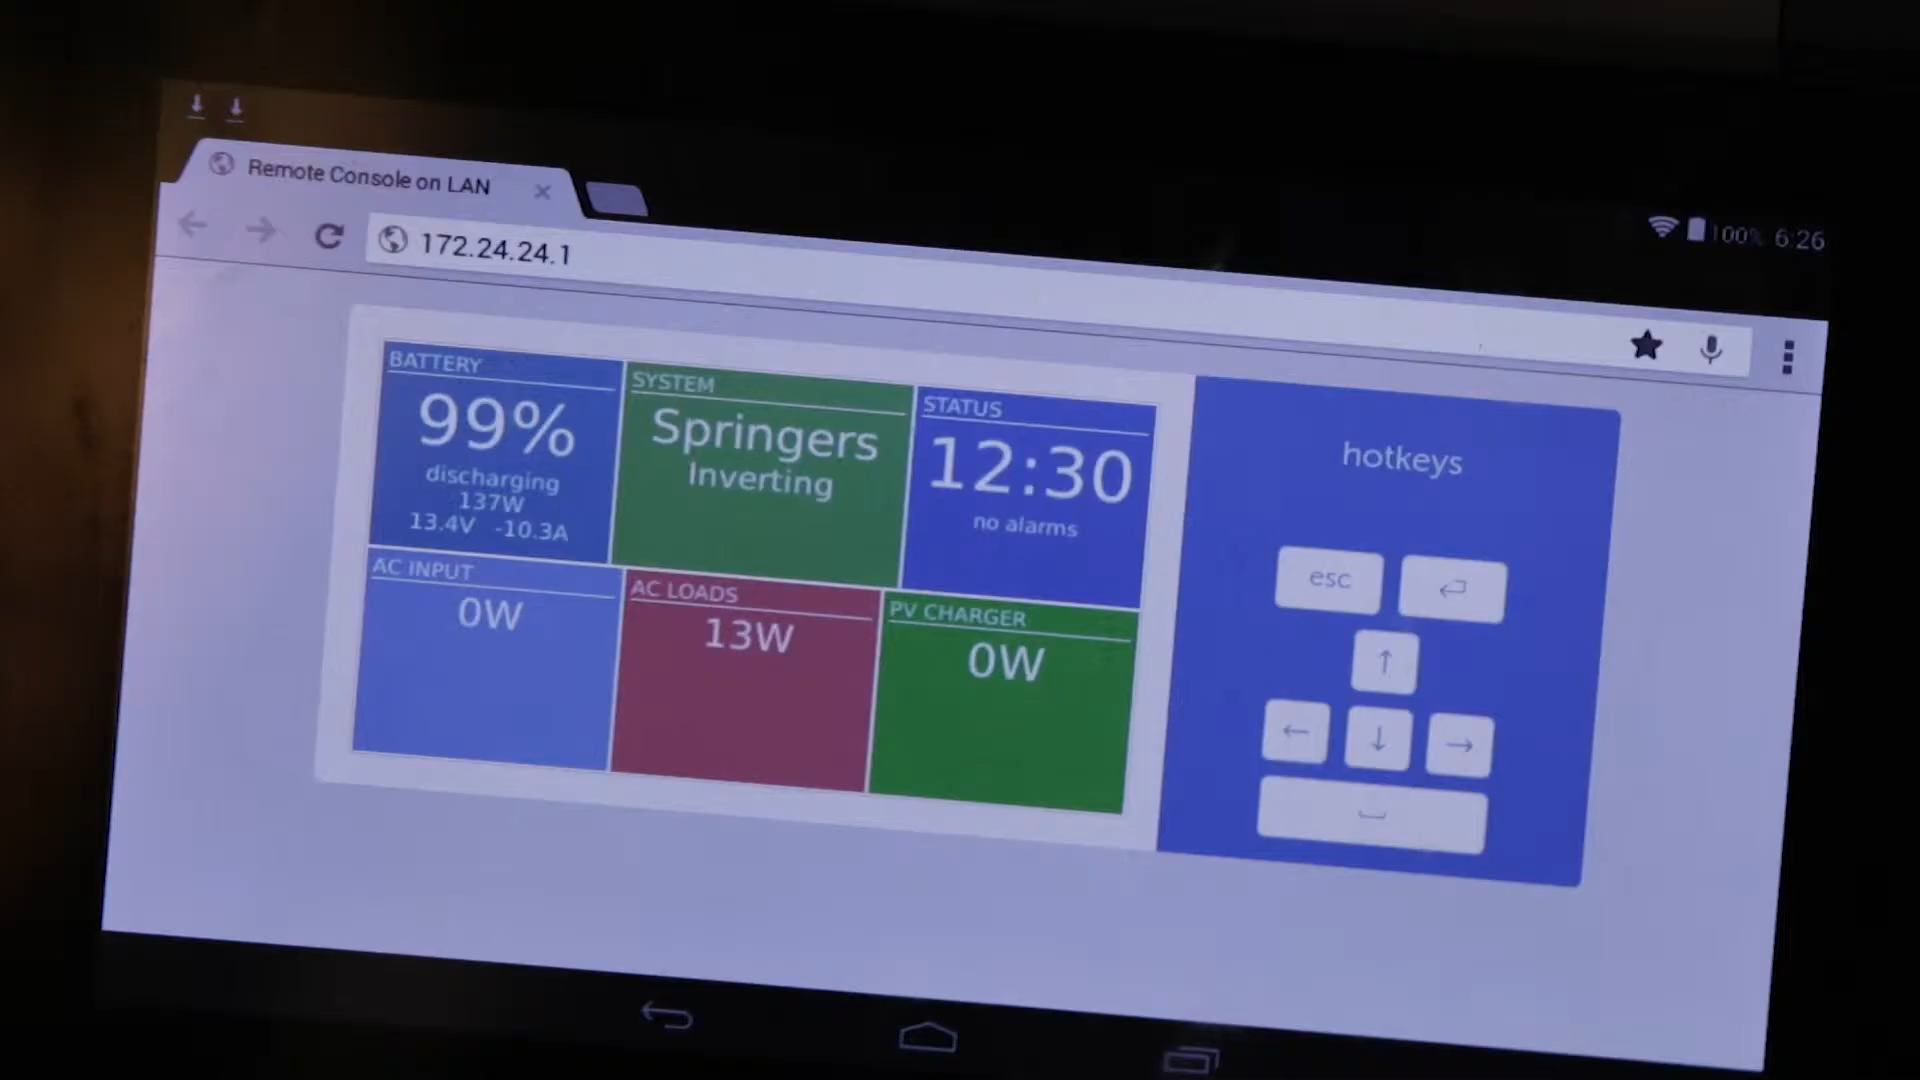 Remote Console on LAN
100% 6:26
172.24.24.1
BATTERY
99%
discharging
137W
13.4V -10.3A
SYSTEM
Springers
Inverting
STATUS
12:30
no alarms
AC INPUT
0W
AC LOADS
13W
PV CHARGER
0W
hotkeys
esc